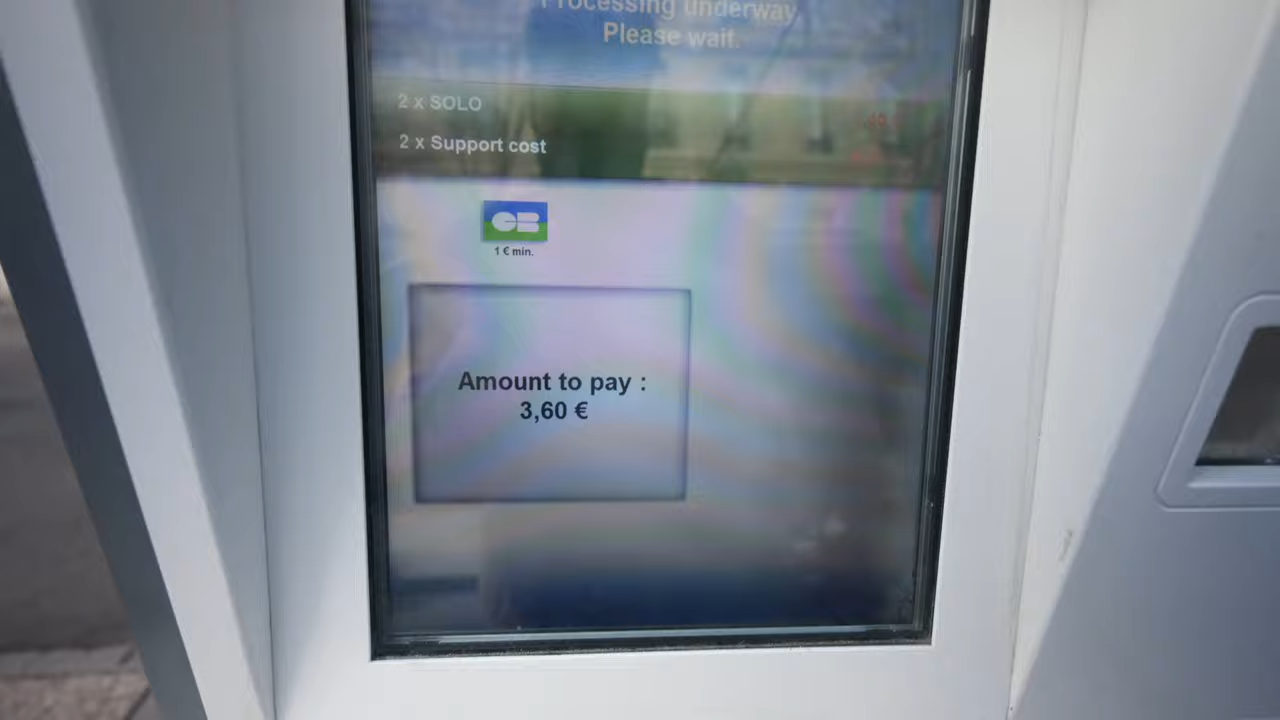 Processing underway
Please wait.
2 x SOLO
2 x Support cost
CB
1 € min.
Amount to pay :
3,60 €